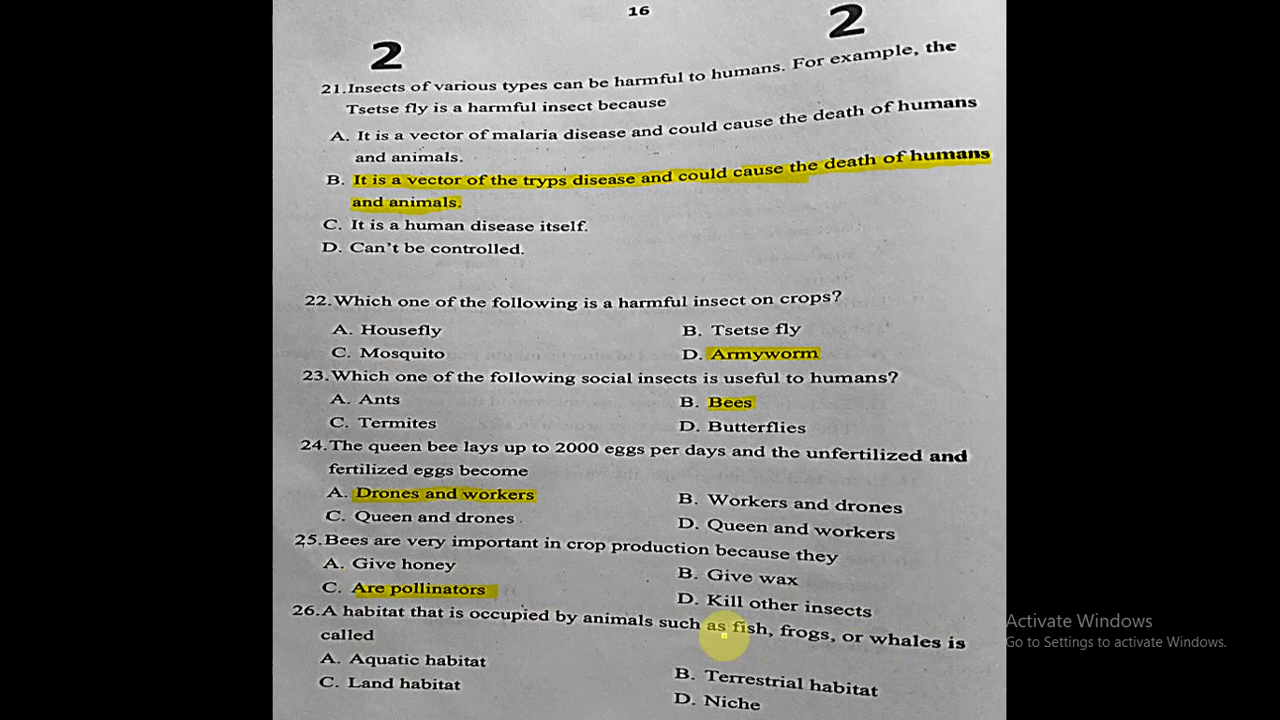 16
2
2
21.Insects of various types can be harmful to humans. For example, the
Tsetse fly is a harmful insect because
A. It is a vector of malaria disease and could cause the death of humans
and animals.
B. It is a vector of the tryps disease and could cause the death of humans
and animals.
C. It is a human disease itself.
D. Can't be controlled.
22.Which one of the following is a harmful insect on crops?
A. Housefly
B. Tsetse fly
C. Mosquito
D. Armyworm
23.Which one of the following social insects is useful to humans?
A. Ants
B. Bees
C. Termites
D. Butterflies
24.The queen bee lays up to 2000 eggs per days and the unfertilized and
fertilized eggs become
A. Drones and workers
B. Workers and drones
C. Queen and drones
D. Queen and workers
25.Bees are very important in crop production because they
A. Give honey
B. Give wax
C. Are pollinators
D. Kill other insects
26.A habitat that is occupied by animals such as fish, frogs, or whales is
called
A. Aquatic habitat
B. Terrestrial habitat
C. Land habitat
D. Niche
Activate Windows
Go to Settings to activate Windows.